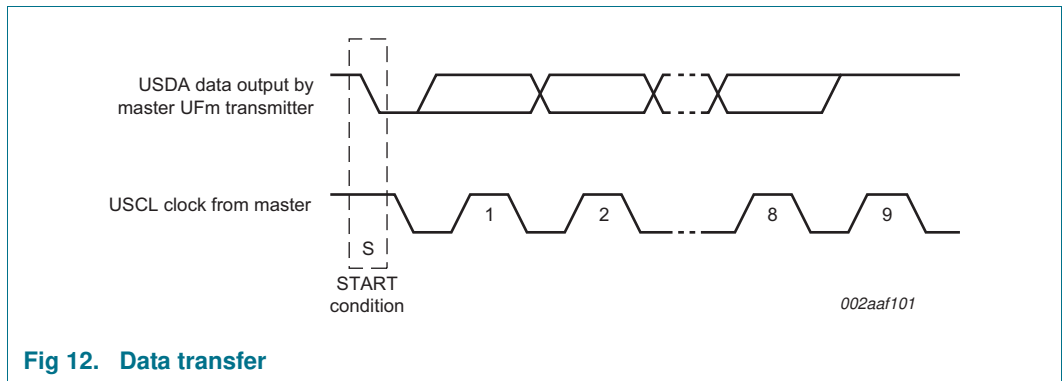 USDA data output by
master UFm transmitter
USCL clock from master
1
2
8
9
S
START
condition
002aaf101
Fig 12. Data transfer